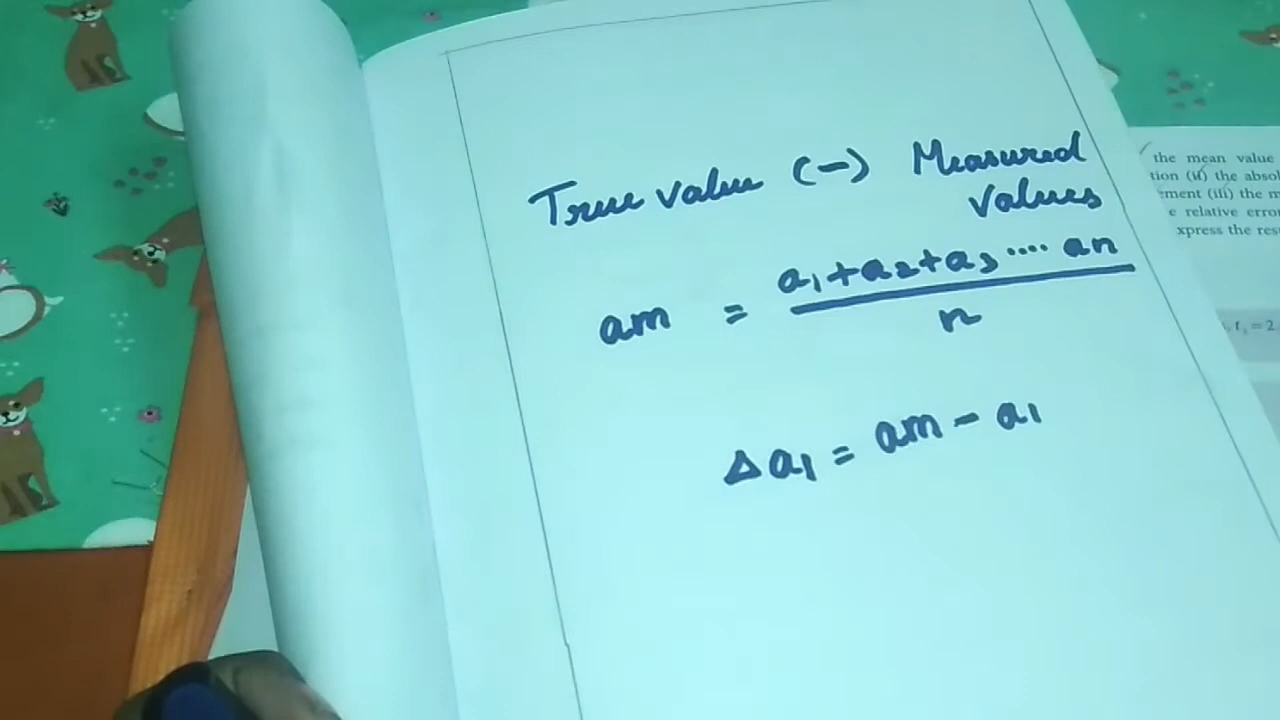 True value (-) Measured
values
am = a₁+a₂+a₃.... an
n
Δa₁ = am - a₁
the mean value
tion (ii) the absol
ement (iii) the m
e relative erro
xpress the res